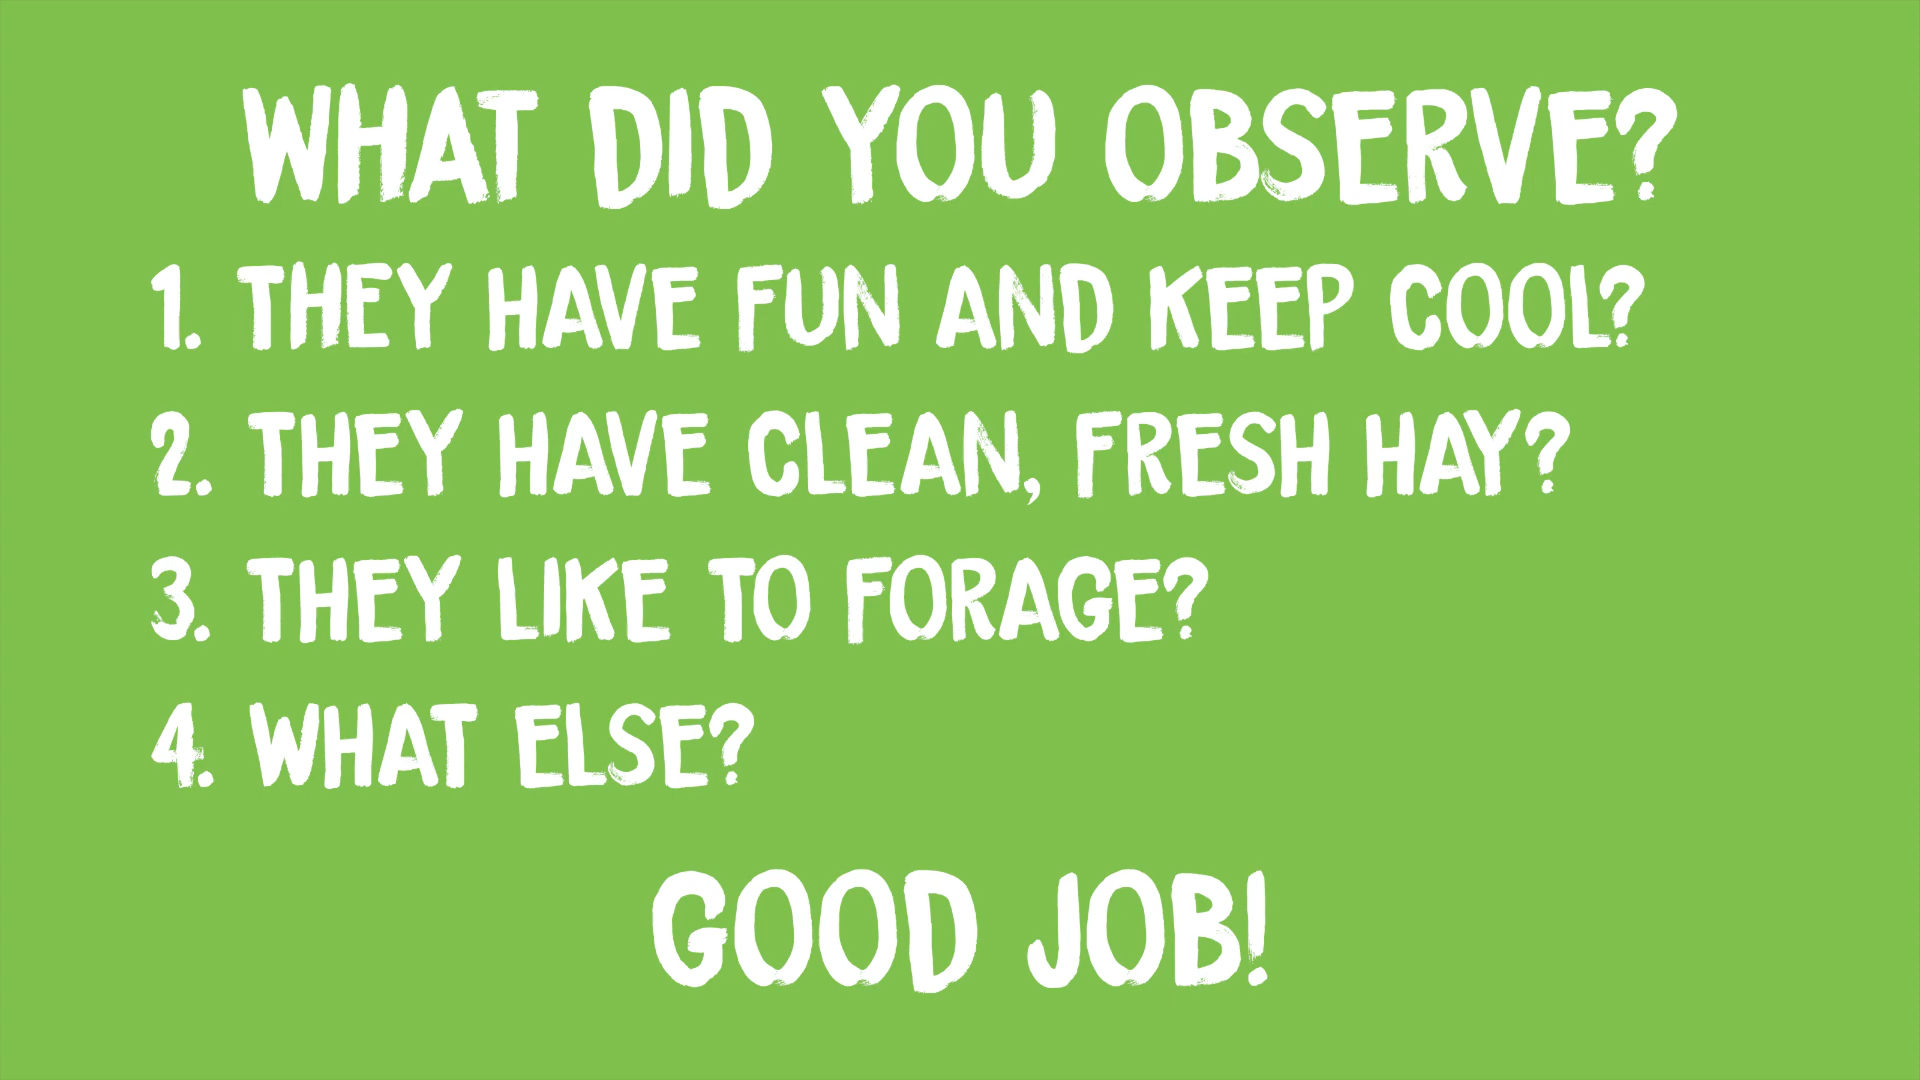 WHAT DID YOU OBSERVE?
1. THEY HAVE FUN AND KEEP COOL?
2. THEY HAVE CLEAN, FRESH HAY?
3. THEY LIKE TO FORAGE?
4. WHAT ELSE?
GOOD JOB!